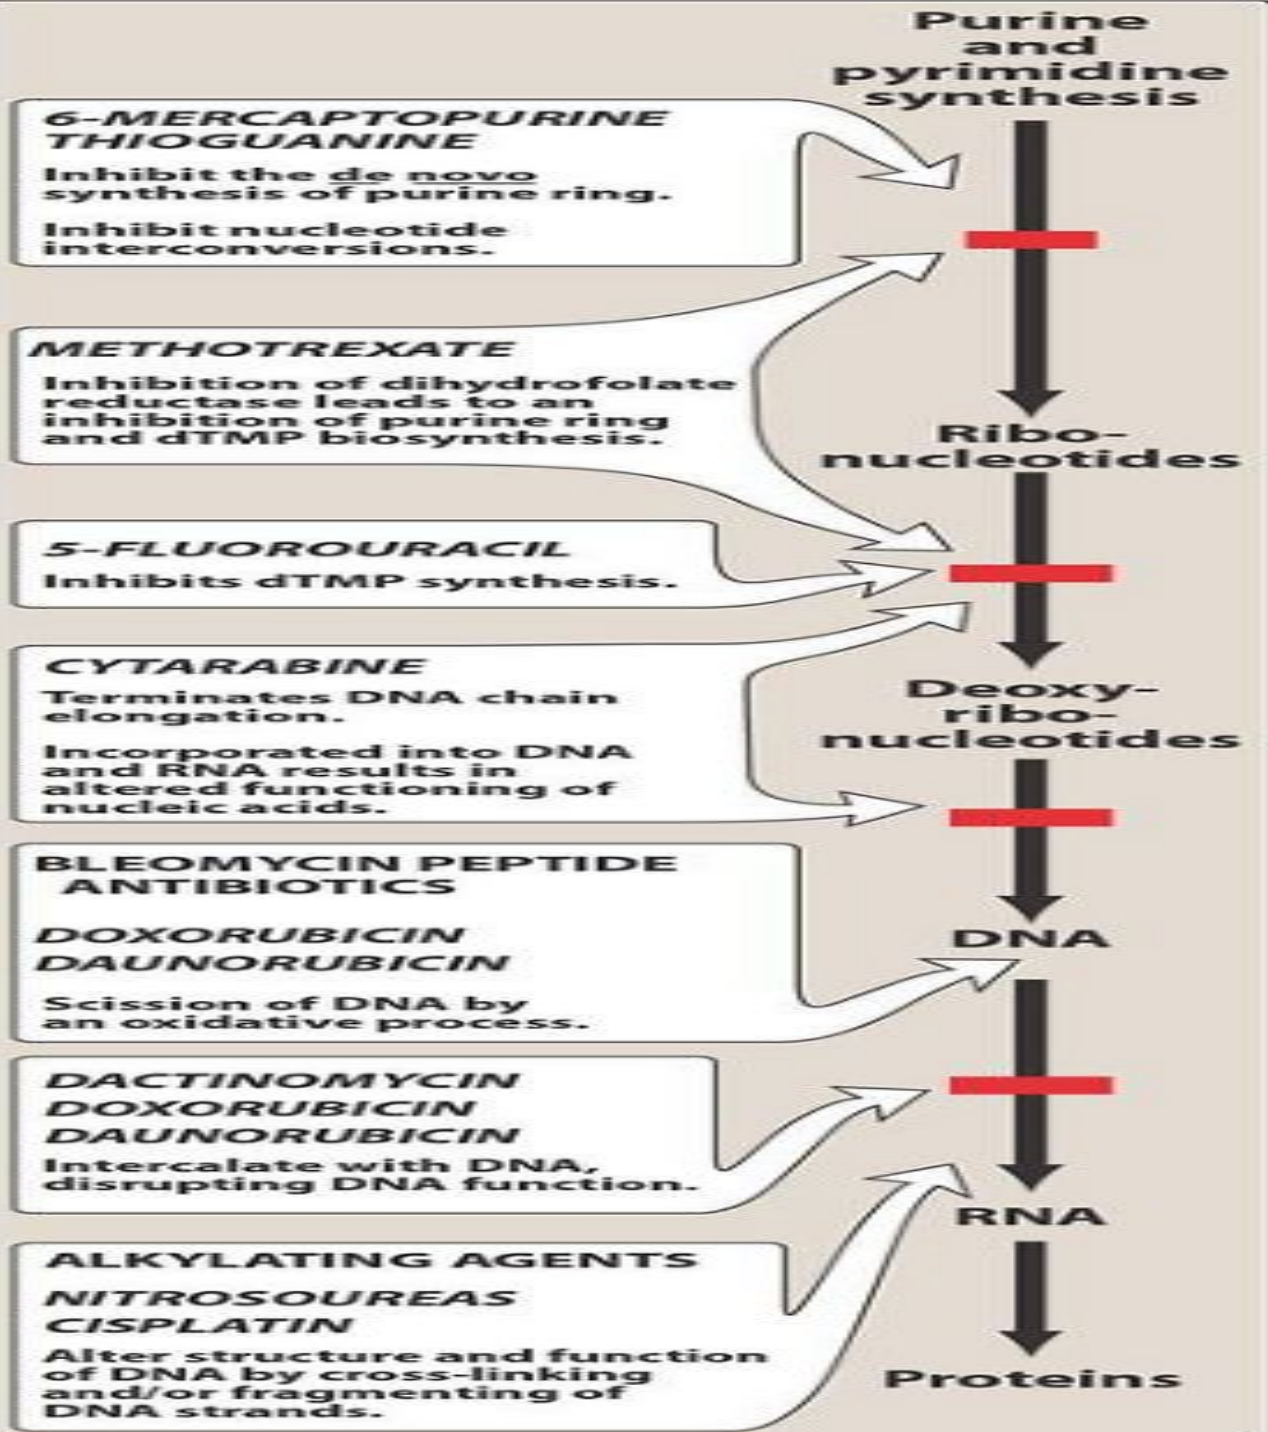 Purine
and
pyrimidine
synthesis
6-MERCAPTOPURINE
THIOGUANINE
Inhibit the de novo
synthesis of purine ring.
Inhibit nucleotide
interconversions.
METHOTREXATE
Inhibition of dihydrofolate
reductase leads to an
inhibition of purine ring
and dTMP biosynthesis.
Ribo-
nucleotides
5-FLUOROURACIL
Inhibits dTMP synthesis.
CYTARABINE
Terminates DNA chain
elongation.
Incorporated into DNA
and RNA results in
altered functioning of
nucleic acids.
Deoxy-
ribo-
nucleotides
BLEOMYCIN PEPTIDE
ANTIBIOTICS
DOXORUBICIN
DAUNORUBICIN
Scission of DNA by
an oxidative process.
DNA
DACTINOMYCIN
DOXORUBICIN
DAUNORUBICIN
Intercalate with DNA,
disrupting DNA function.
RNA
ALKYLATING AGENTS
NITROSOUREAS
CISPLATIN
Alter structure and function
of DNA by cross-linking
and/or fragmenting of
DNA strands.
Proteins